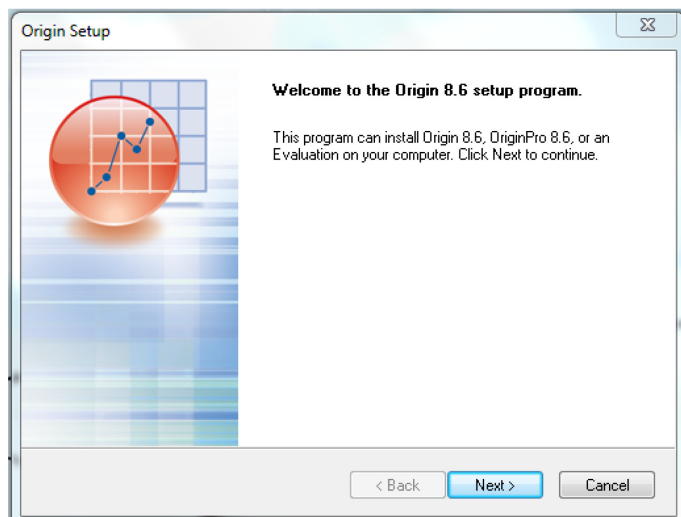 Origin Setup
Welcome to the Origin 8.6 setup program.
This program can install Origin 8.6, OriginPro 8.6, or an
Evaluation on your computer. Click Next to continue.
< Back Next > Cancel